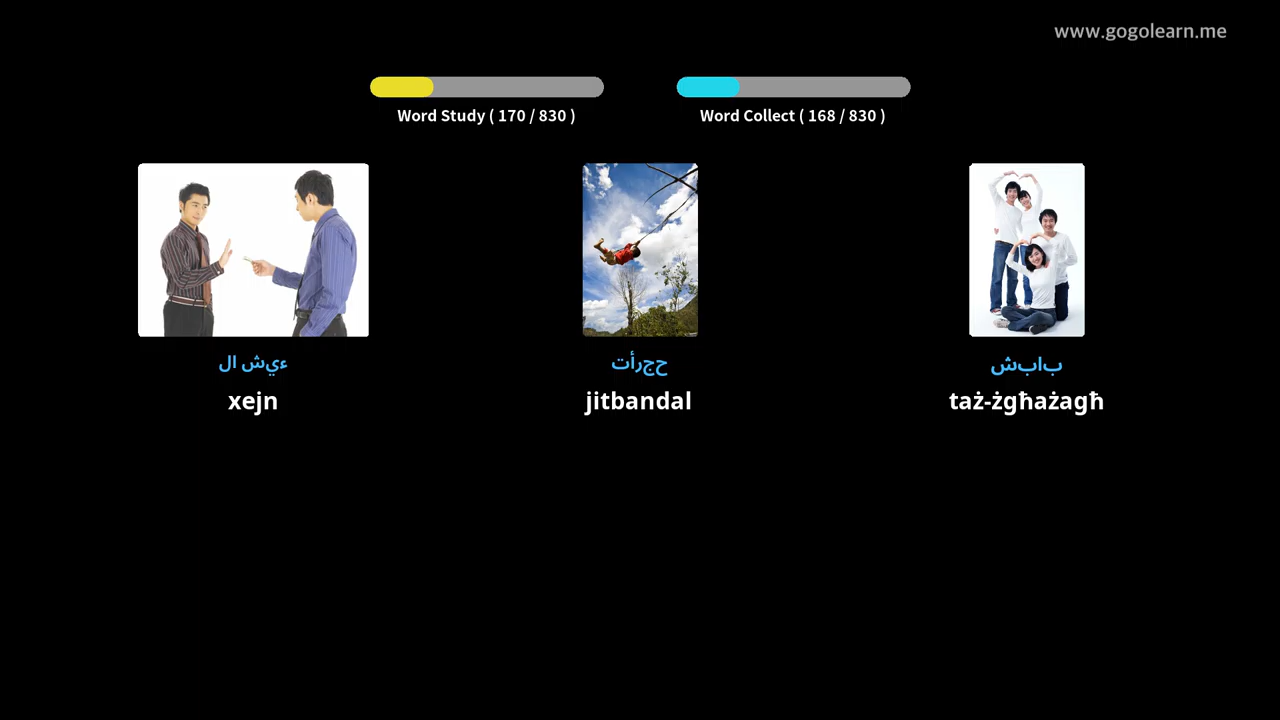 www.gogolearn.me
Word Study ( 170 / 830 )
Word Collect ( 168 / 830 )
ءيش ال
xejn
حجرأت
jitbandal
بابش
taż-żgħażagħ